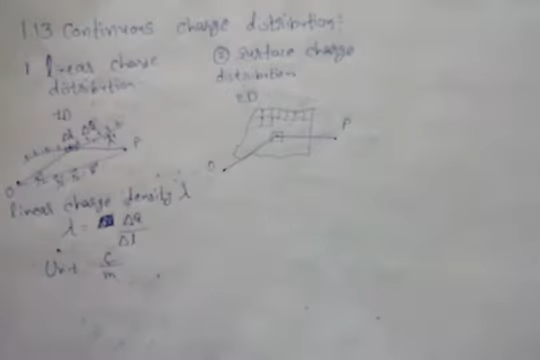 1.13 Continuous charge distribution:
1 linear charge
distribution
② surface charge
distribution
1D
2D
ΔQ
P
O
P
O
linear charge density λ
λ = ΔQ
Δl
Unit C
m